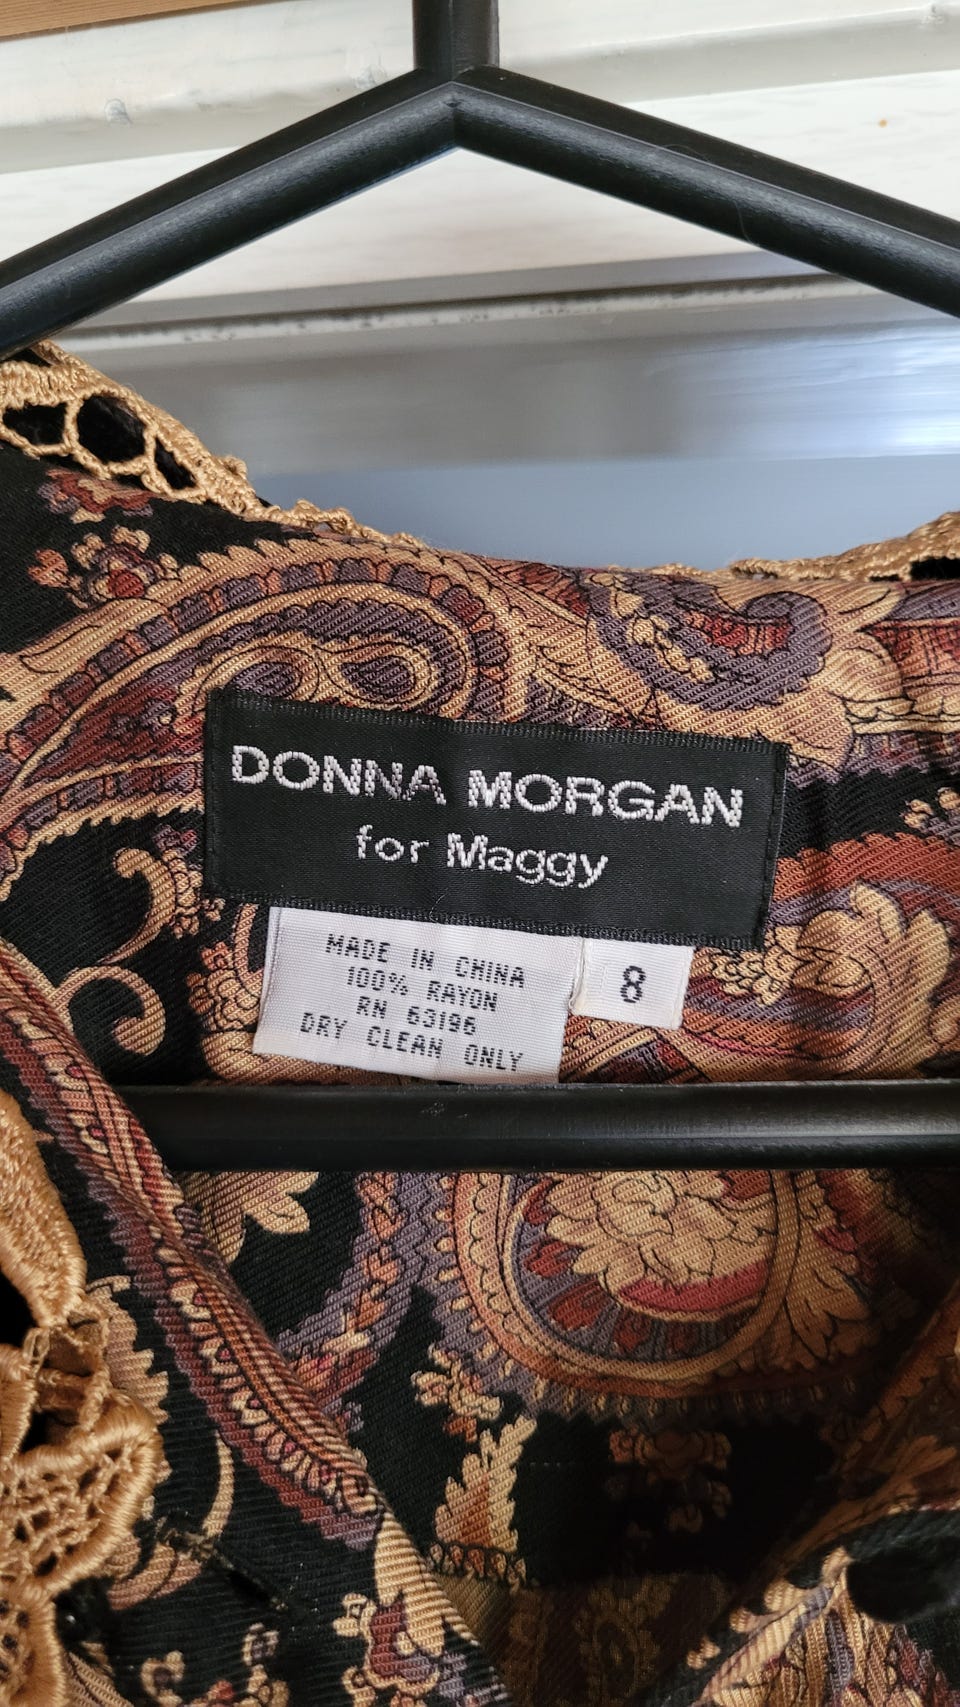 DONNA MORGAN
for Maggy
MADE IN CHINA
100% RAYON
RN 63196
DRY CLEAN ONLY
8